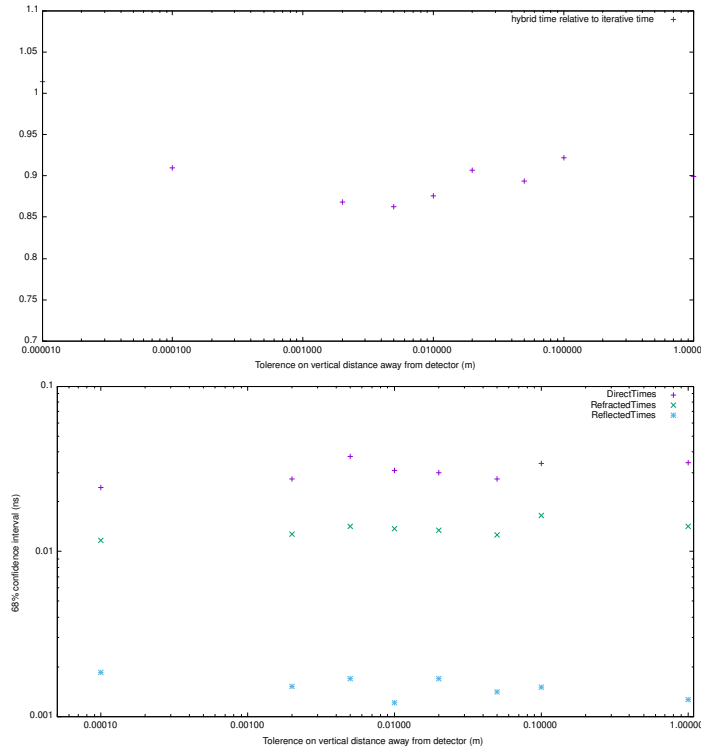 1.1
hybrid time relative to iterative time
1.05
1
0.95
0.9
0.85
0.8
0.75
0.7
0.000010 0.000100 0.001000 0.010000 0.100000 1.0000
Tolerence on vertical distance away from detector (m)
0.1
DirectTimes
RefractedTimes
ReflectedTimes
68% confidence interval (ns)
0.01
0.001
0.00010 0.00100 0.01000 0.10000 1.00000
Tolerence on vertical distance away from detector (m)